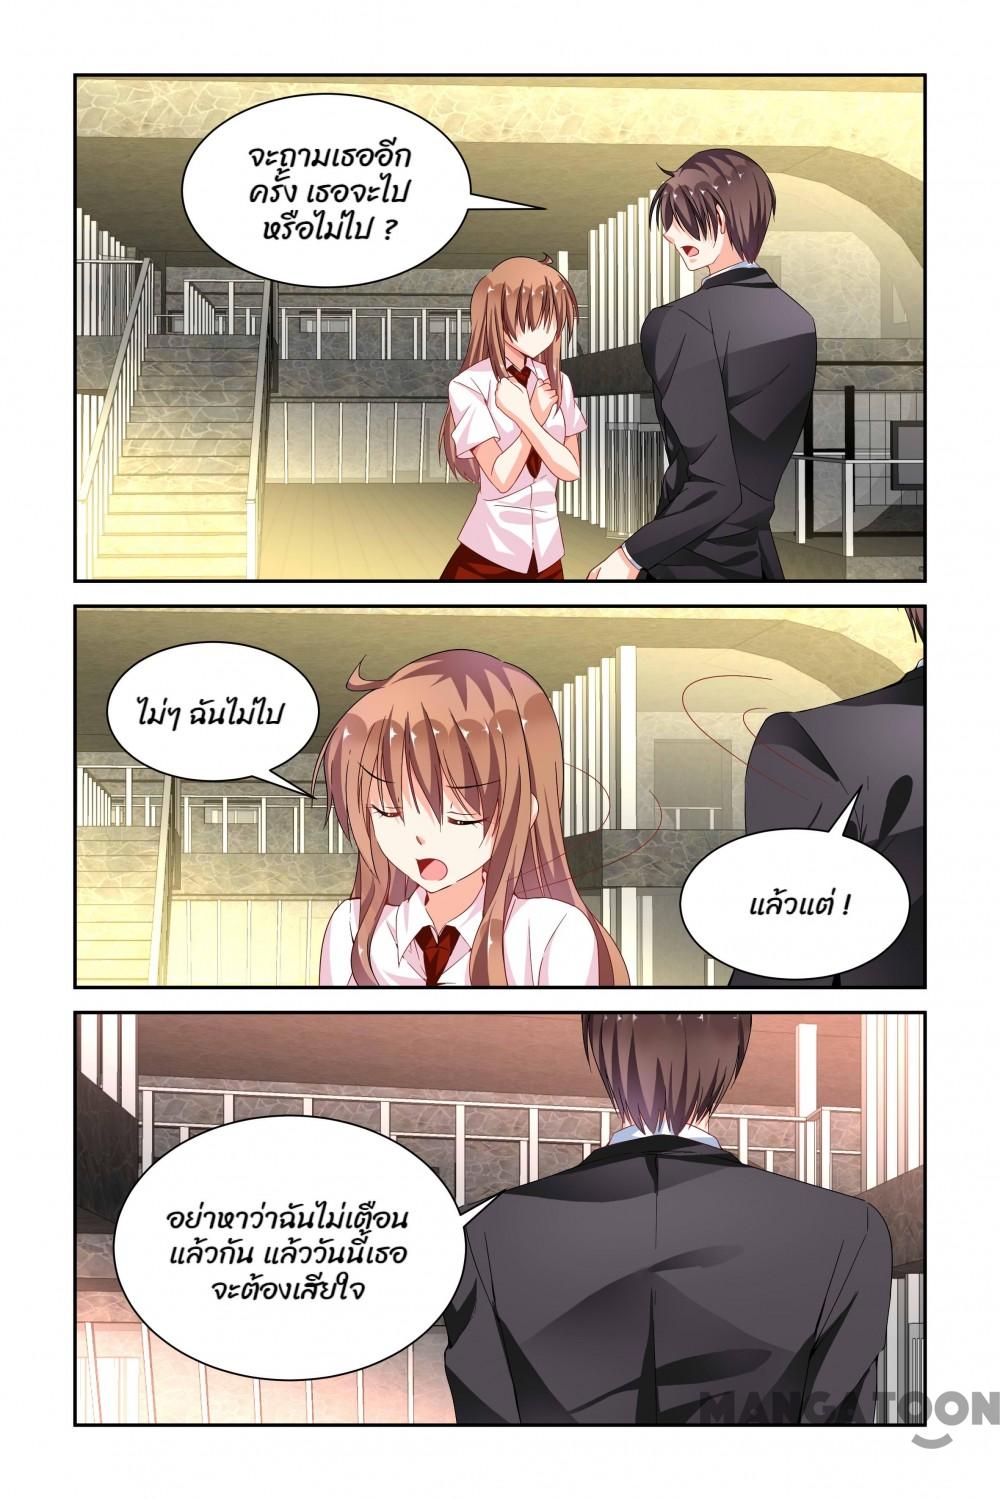 จะถามเธออีก
ครั้ง เธอจะไป
หรือไม่ไป ?
ไม่ๆ ฉันไม่ไป
แล้วแต่ !
อย่าหาว่าฉันไม่เตือน
แล้วกัน แล้ววันนี้เธอ
จะต้องเสียใจ
MANGATOON